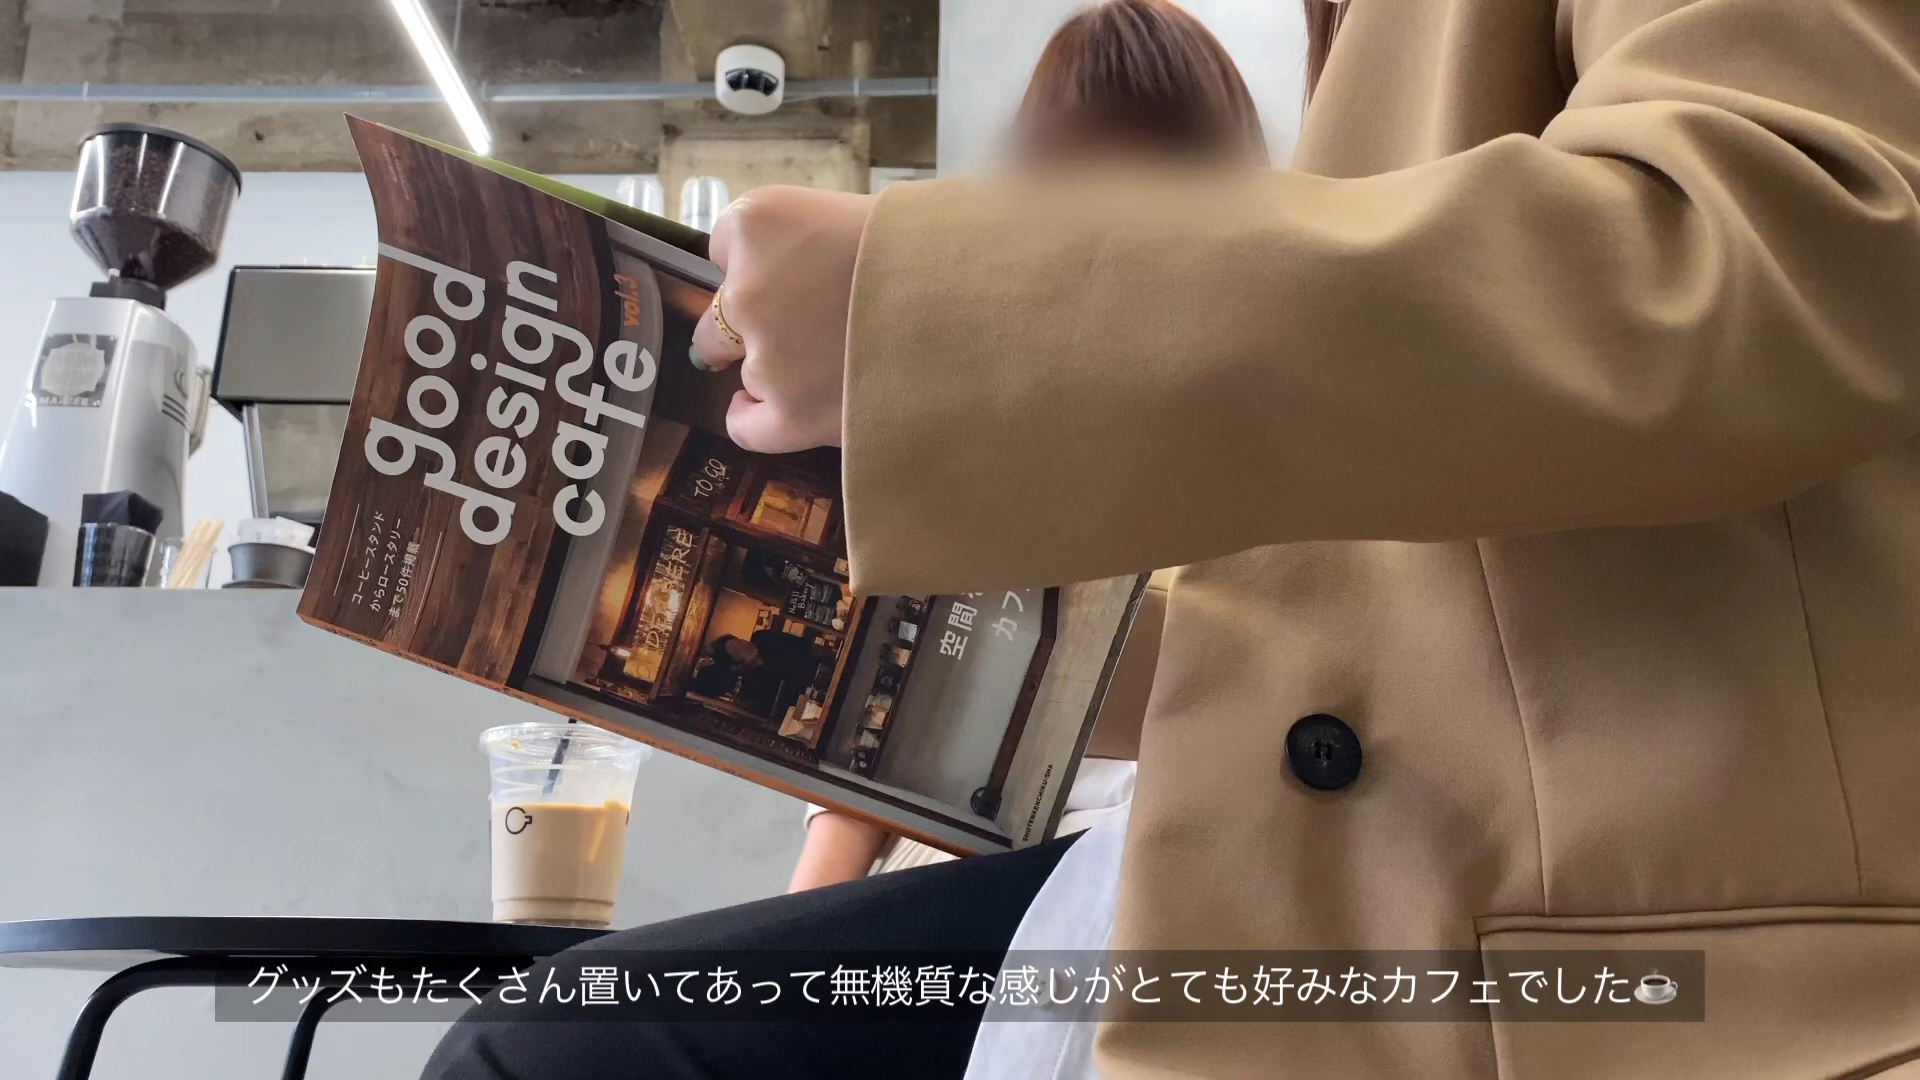 good
design
cafe
vol.3
コーヒースタンド
からロースタリー
まで50件掲載
TO GO
空間
カフ
SHOTENKENCHIKU-SHA
グッズもたくさん置いてあって無機質な感じがとても好みなカフェでした☕